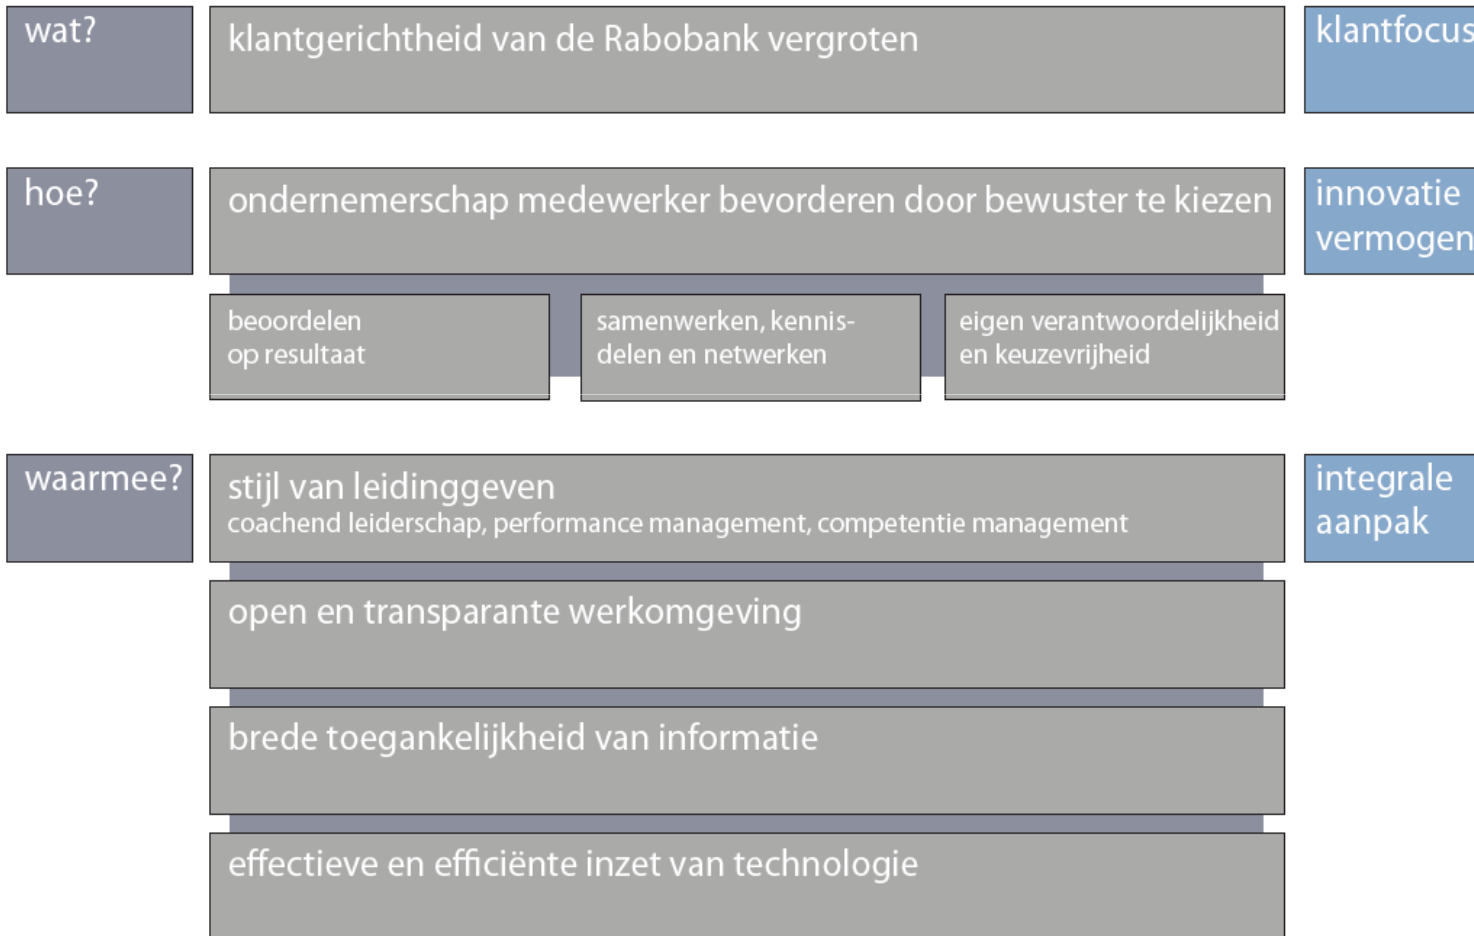 wat?
klantgerichtheid van de Rabobank vergroten
klantfocus
hoe?
ondernemerschap medewerker bevorderen door bewuster te kiezen
innovatie
vermogen
beoordelen
op resultaat
samenwerken, kennis-
delen en netwerken
eigen verantwoordelijkheid
en keuzevrijheid
waarmee?
stijl van leidinggeven
coachend leiderschap, performance management, competentie management
integrale
aanpak
open en transparante werkomgeving
brede toegankelijkheid van informatie
effectieve en efficiënte inzet van technologie